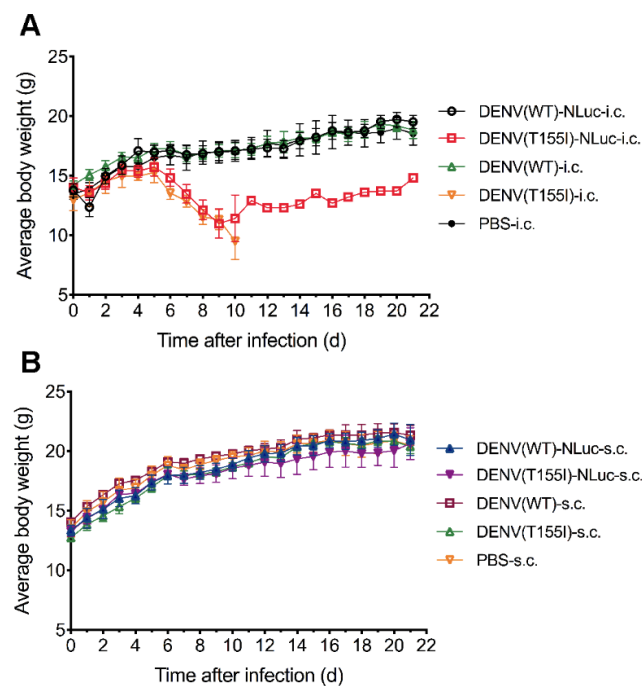 A
Average body weight (g)
25
20
15
10
5
0 2 4 6 8 10 12 14 16 18 20 22
Time after infection (d)
DENV(WT)-NLuc-i.c.
DENV(T155I)-NLuc-i.c.
DENV(WT)-i.c.
DENV(T155I)-i.c.
PBS-i.c.
B
Average body weight (g)
25
20
15
10
5
0 2 4 6 8 10 12 14 16 18 20 22
Time after infection (d)
DENV(WT)-NLuc-s.c.
DENV(T155I)-NLuc-s.c.
DENV(WT)-s.c.
DENV(T155I)-s.c.
PBS-s.c.